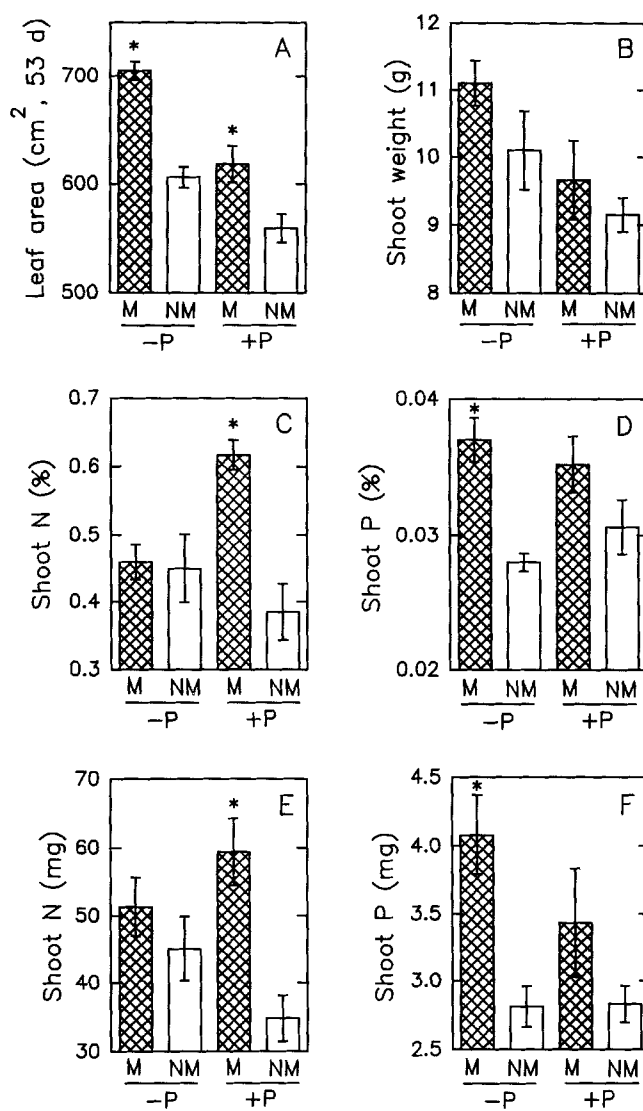 A
Leaf area (cm², 53 d)
700
600
500
*
*
M NM M NM
−P +P
B
Shoot weight (g)
12
11
10
9
8
M NM M NM
−P +P
C
Shoot N (%)
0.7
0.6
0.5
0.4
0.3
*
M NM M NM
−P +P
D
Shoot P (%)
0.04
0.03
0.02
*
M NM M NM
−P +P
E
Shoot N (mg)
70
60
50
40
30
*
M NM M NM
−P +P
F
Shoot P (mg)
4.5
4.0
3.5
3.0
2.5
*
M NM M NM
−P +P